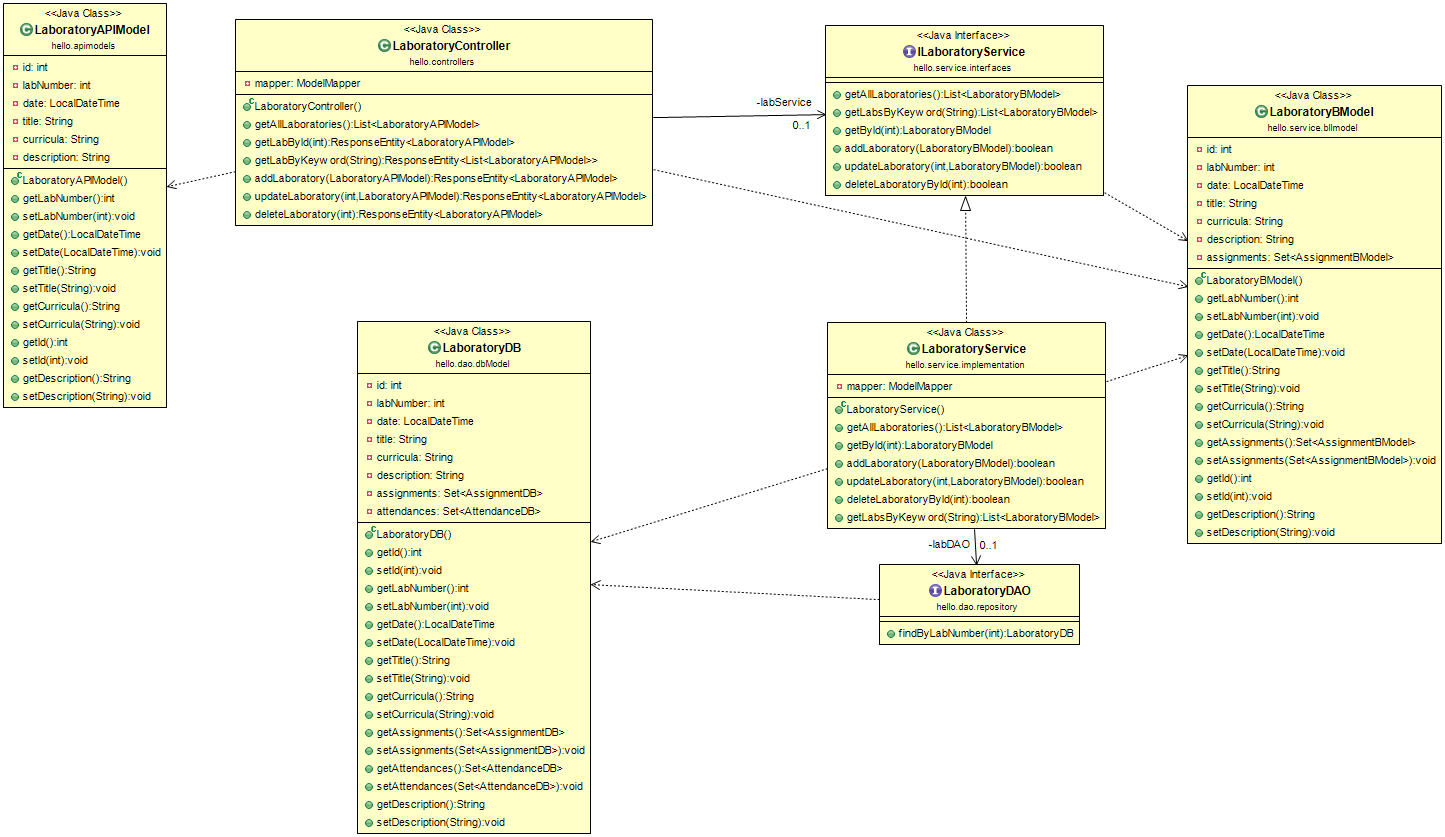 <<Java Class>>
LaboratoryAPIModel
hello.apimodels
id: int
labNumber: int
date: LocalDateTime
title: String
curricula: String
description: String
LaboratoryAPIModel()
getLabNumber():int
setLabNumber(int):void
getDate():LocalDateTime
setDate(LocalDateTime):void
getTitle():String
setTitle(String):void
getCurricula():String
setCurricula(String):void
getId():int
setId(int):void
getDescription():String
setDescription(String):void
<<Java Class>>
LaboratoryController
hello.controllers
mapper: ModelMapper
LaboratoryController()
getAllLaboratories():List<LaboratoryAPIModel>
getLabById(int):ResponseEntity<LaboratoryAPIModel>
getLabByKeyw ord(String):ResponseEntity<List<LaboratoryAPIModel>>
addLaboratory(LaboratoryAPIModel):ResponseEntity<LaboratoryAPIModel>
updateLaboratory(int,LaboratoryAPIModel):ResponseEntity<LaboratoryAPIModel>
deleteLaboratory(int):ResponseEntity<LaboratoryAPIModel>
-labService
0..1
<<Java Interface>>
ILaboratoryService
hello.service.interfaces
getAllLaboratories():List<LaboratoryBModel>
getLabsByKeyw ord(String):List<LaboratoryBModel>
getById(int):LaboratoryBModel
addLaboratory(LaboratoryBModel):boolean
updateLaboratory(int,LaboratoryBModel):boolean
deleteLaboratoryById(int):boolean
<<Java Class>>
LaboratoryBModel
hello.service.bllmodel
id: int
labNumber: int
date: LocalDateTime
title: String
curricula: String
description: String
assignments: Set<AssignmentBModel>
LaboratoryBModel()
getLabNumber():int
setLabNumber(int):void
getDate():LocalDateTime
setDate(LocalDateTime):void
getTitle():String
setTitle(String):void
getCurricula():String
setCurricula(String):void
getAssignments():Set<AssignmentBModel>
setAssignments(Set<AssignmentBModel>):void
getId():int
setId(int):void
getDescription():String
setDescription(String):void
<<Java Class>>
LaboratoryDB
hello.dao.dbModel
id: int
labNumber: int
date: LocalDateTime
title: String
curricula: String
description: String
assignments: Set<AssignmentDB>
attendances: Set<AttendanceDB>
LaboratoryDB()
getId():int
setId(int):void
getLabNumber():int
setLabNumber(int):void
getDate():LocalDateTime
setDate(LocalDateTime):void
getTitle():String
setTitle(String):void
getCurricula():String
setCurricula(String):void
getAssignments():Set<AssignmentDB>
setAssignments(Set<AssignmentDB>):void
getAttendances():Set<AttendanceDB>
setAttendances(Set<AttendanceDB>):void
getDescription():String
setDescription(String):void
<<Java Class>>
LaboratoryService
hello.service.implementation
mapper: ModelMapper
LaboratoryService()
getAllLaboratories():List<LaboratoryBModel>
getById(int):LaboratoryBModel
addLaboratory(LaboratoryBModel):boolean
updateLaboratory(int,LaboratoryBModel):boolean
deleteLaboratoryById(int):boolean
getLabsByKeyw ord(String):List<LaboratoryBModel>
-labDAO 0..1
<<Java Interface>>
LaboratoryDAO
hello.dao.repository
findByLabNumber(int):LaboratoryDB